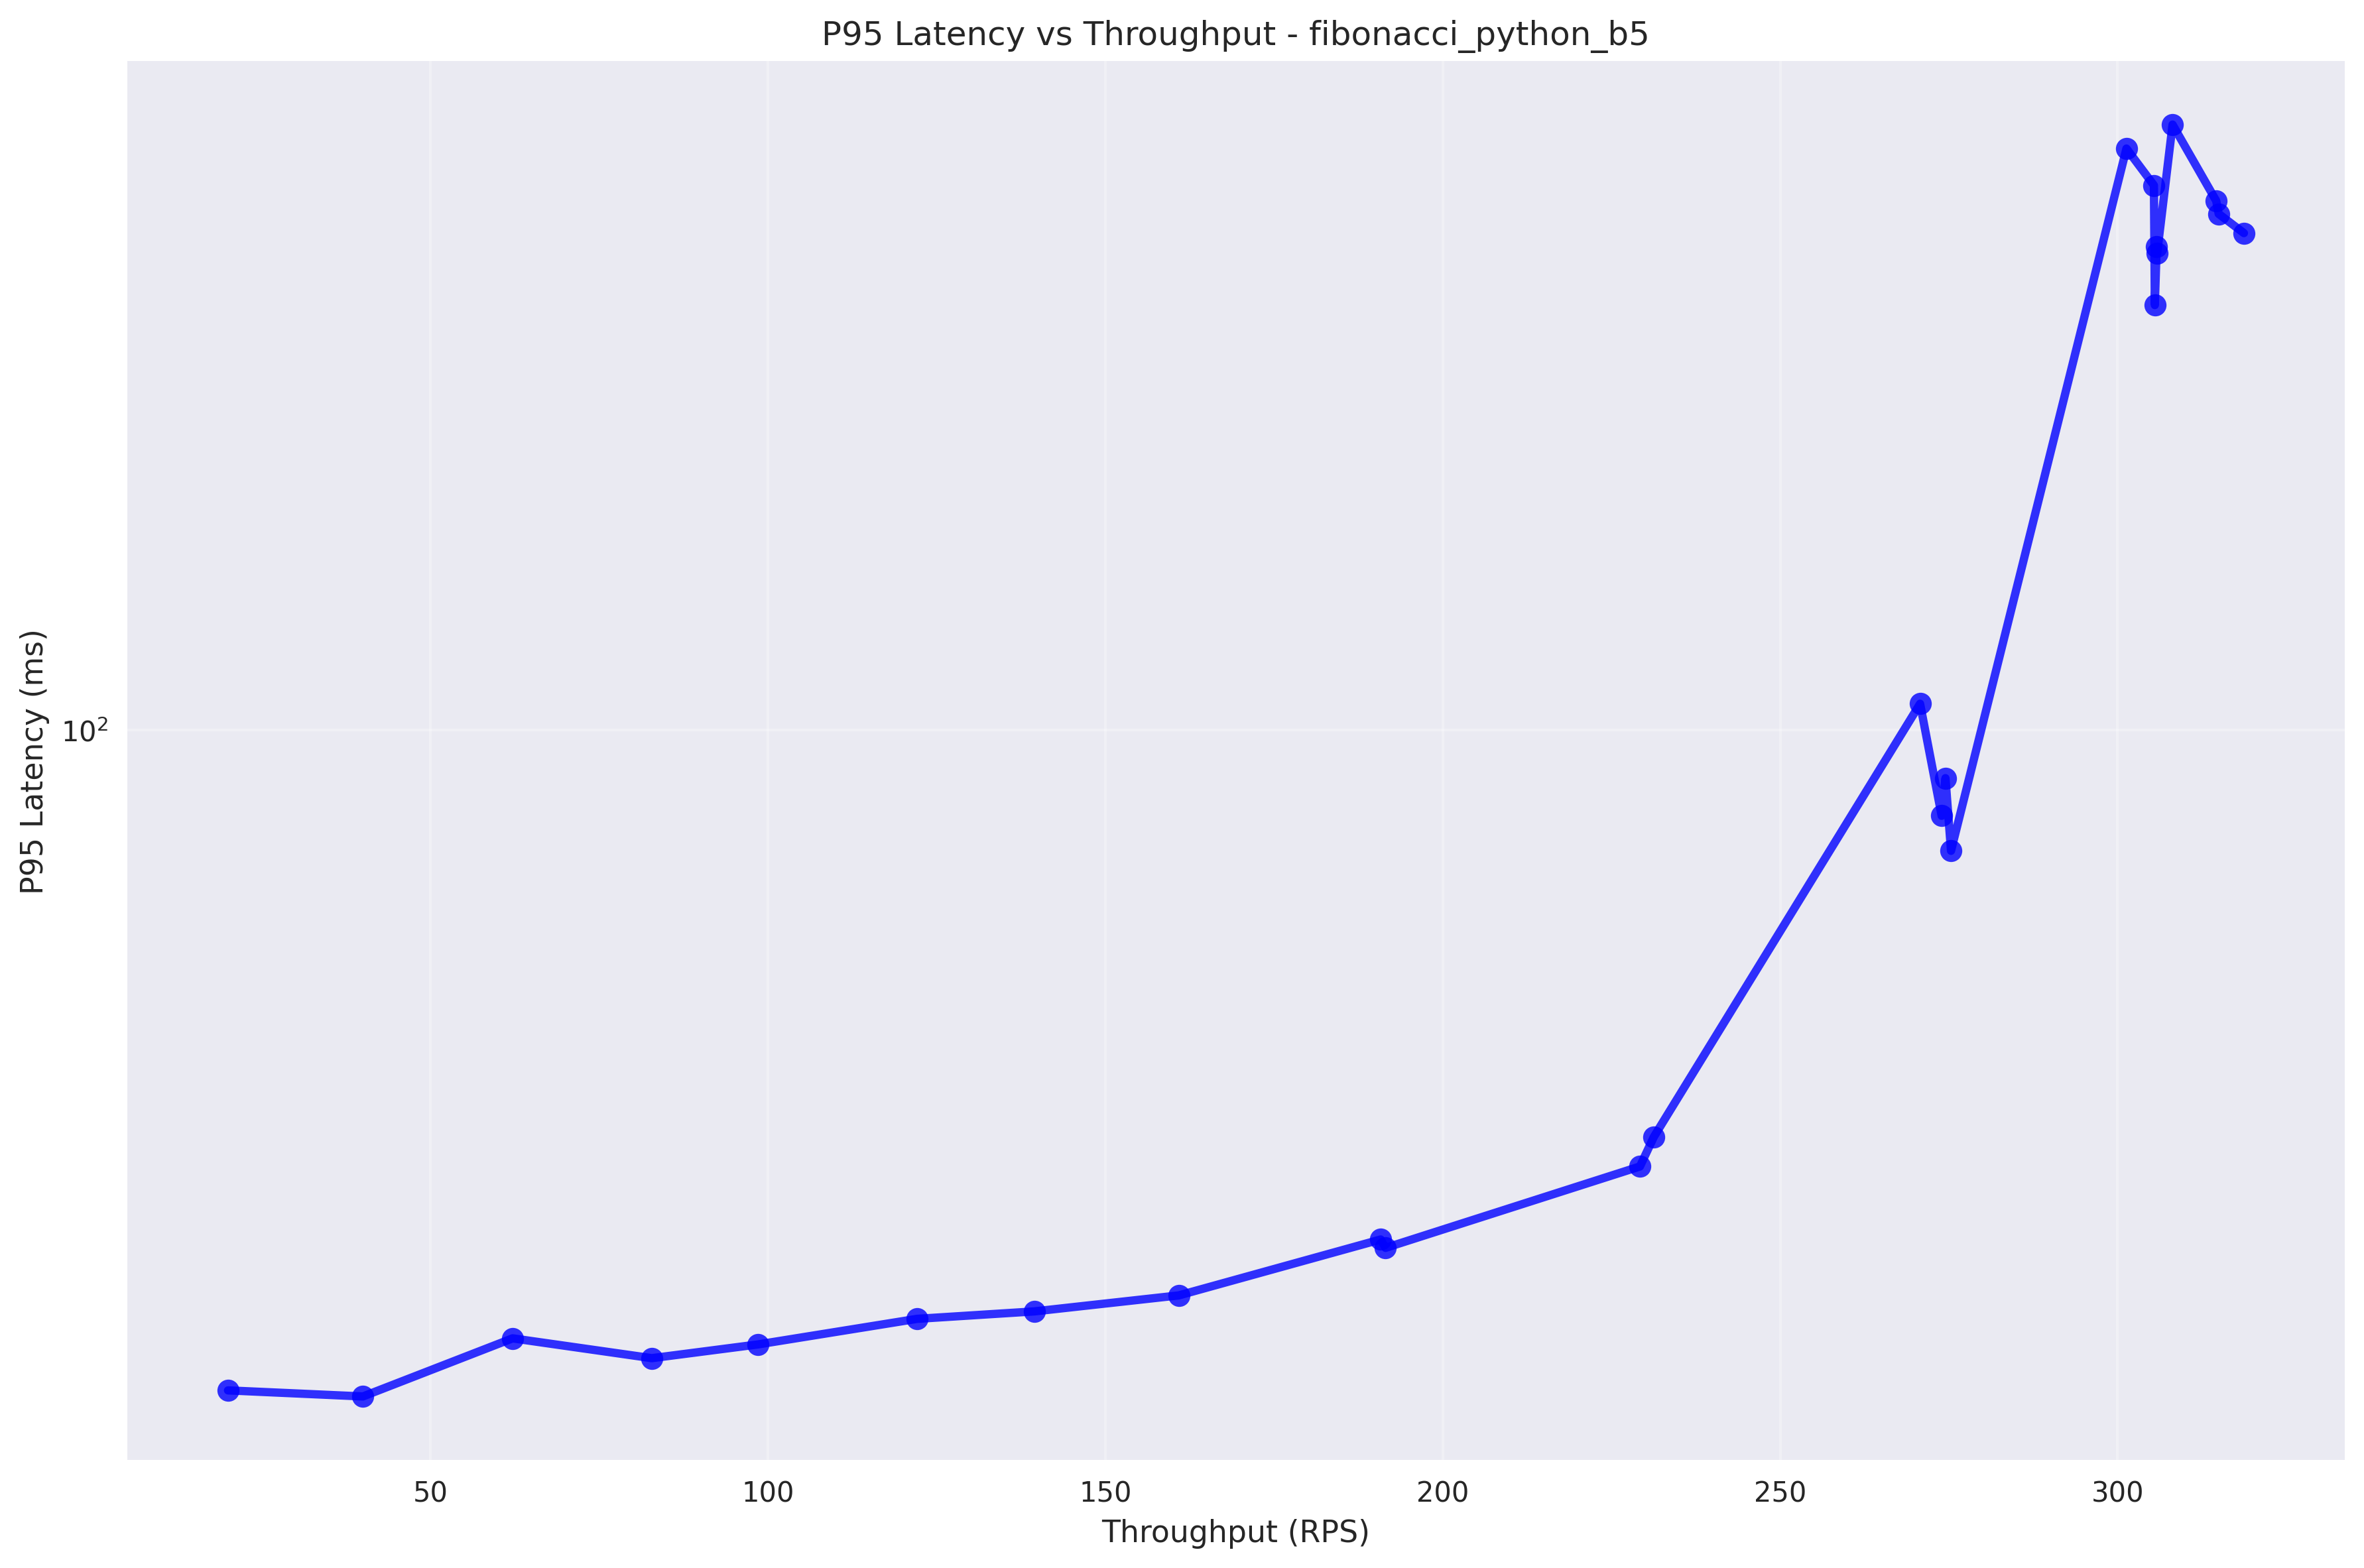 P95 Latency vs Throughput - fibonacci_python_b5
P95 Latency (ms)
10²
50 100 150 200 250 300
Throughput (RPS)